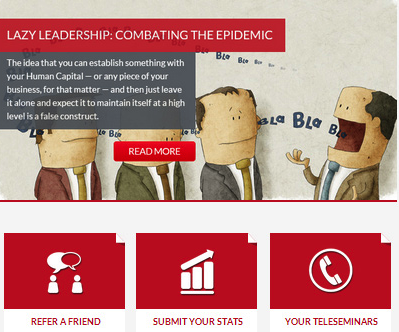 LAZY LEADERSHIP: COMBATING THE EPIDEMIC
Bla Bla Bla Bla Bla
The idea that you can establish something with
your Human Capital — or any piece of your
business, for that matter — and then just leave
it alone and expect it to maintain itself at a high
level is a false construct.
Bla Bla Bla
READ MORE
REFER A FRIEND
SUBMIT YOUR STATS
YOUR TELESEMINARS